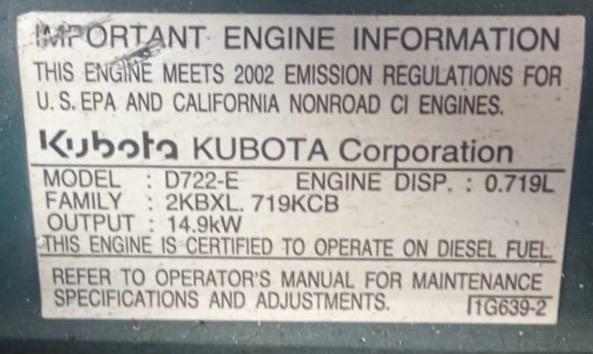 IMPORTANT ENGINE INFORMATION
THIS ENGINE MEETS 2002 EMISSION REGULATIONS FOR
U.S. EPA AND CALIFORNIA NONROAD CI ENGINES.
Kubota KUBOTA Corporation
MODEL : D722-E ENGINE DISP. : 0.719L
FAMILY : 2KBXL. 719KCB
OUTPUT : 14.9kW
THIS ENGINE IS CERTIFIED TO OPERATE ON DIESEL FUEL.
REFER TO OPERATOR'S MANUAL FOR MAINTENANCE
SPECIFICATIONS AND ADJUSTMENTS. 1G639-2